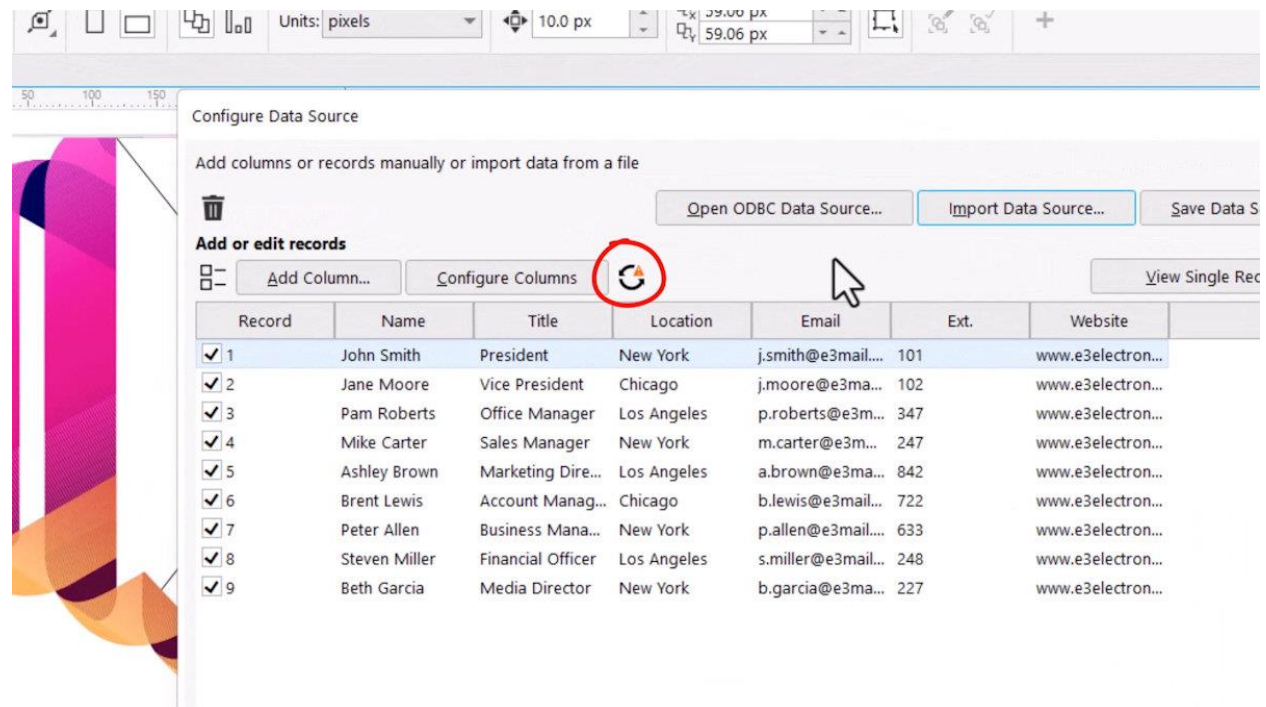 Units: pixels 10.0 px 59.06 px
59.06 px
50 100 150
Configure Data Source
Add columns or records manually or import data from a file
Open ODBC Data Source... Import Data Source... Save Data S
Add or edit records
Add Column... Configure Columns View Single Rec
Record Name Title Location Email Ext. Website
1 John Smith President New York j.smith@e3mail.... 101 www.e3electron...
2 Jane Moore Vice President Chicago j.moore@e3ma... 102 www.e3electron...
3 Pam Roberts Office Manager Los Angeles p.roberts@e3m... 347 www.e3electron...
4 Mike Carter Sales Manager New York m.carter@e3m... 247 www.e3electron...
5 Ashley Brown Marketing Dire... Los Angeles a.brown@e3ma... 842 www.e3electron...
6 Brent Lewis Account Manag... Chicago b.lewis@e3mail... 722 www.e3electron...
7 Peter Allen Business Mana... New York p.allen@e3mail.... 633 www.e3electron...
8 Steven Miller Financial Officer Los Angeles s.miller@e3mail... 248 www.e3electron...
9 Beth Garcia Media Director New York b.garcia@e3ma... 227 www.e3electron...